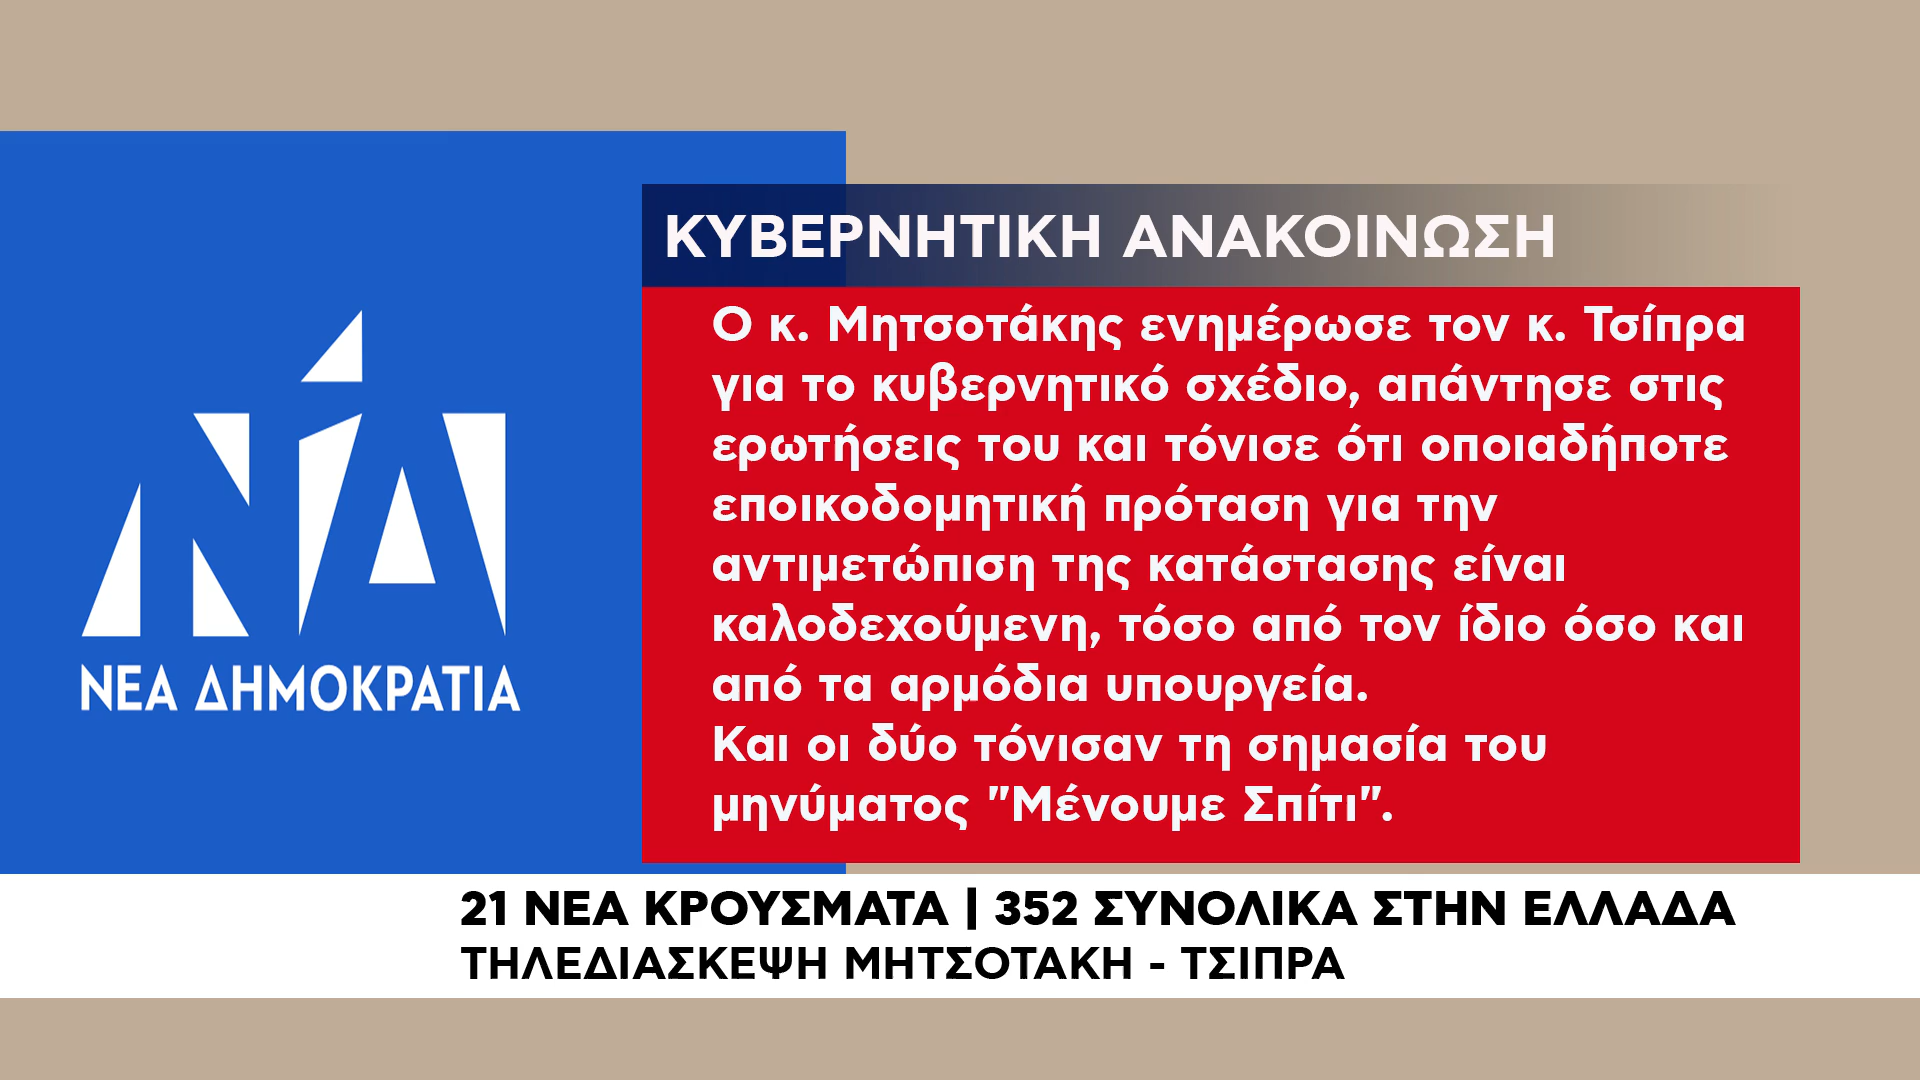 ΝΔ
ΝΕΑ ΔΗΜΟΚΡΑΤΙΑ
ΚΥΒΕΡΝΗΤΙΚΗ ΑΝΑΚΟΙΝΩΣΗ
Ο κ. Μητσοτάκης ενημέρωσε τον κ. Τσίπρα
για το κυβερνητικό σχέδιο, απάντησε στις
ερωτήσεις του και τόνισε ότι οποιαδήποτε
εποικοδομητική πρόταση για την
αντιμετώπιση της κατάστασης είναι
καλοδεχούμενη, τόσο από τον ίδιο όσο και
από τα αρμόδια υπουργεία.
Και οι δύο τόνισαν τη σημασία του
μηνύματος "Μένουμε Σπίτι".
21 ΝΕΑ ΚΡΟΥΣΜΑΤΑ | 352 ΣΥΝΟΛΙΚΑ ΣΤΗΝ ΕΛΛΑΔΑ
ΤΗΛΕΔΙΑΣΚΕΨΗ ΜΗΤΣΟΤΑΚΗ - ΤΣΙΠΡΑ